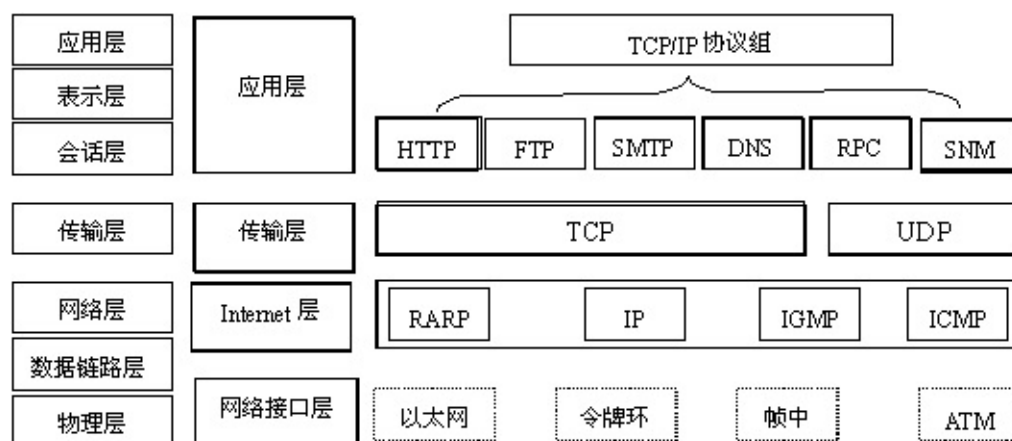 应用层
表示层
会话层
传输层
网络层
数据链路层
物理层
应用层
传输层
Internet 层
网络接口层
TCP/IP 协议组
HTTP FTP SMTP DNS RPC SNM
TCP UDP
RARP IP IGMP ICMP
以太网 令牌环 帧中 ATM